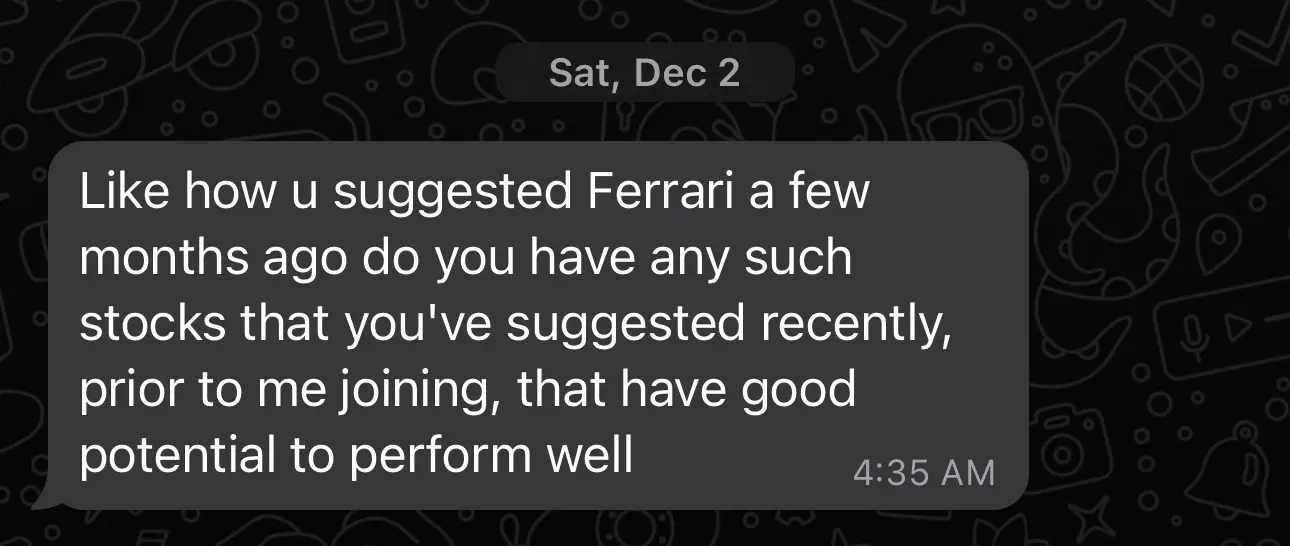 Sat, Dec 2
Like how u suggested Ferrari a few
months ago do you have any such
stocks that you've suggested recently,
prior to me joining, that have good
potential to perform well
4:35 AM